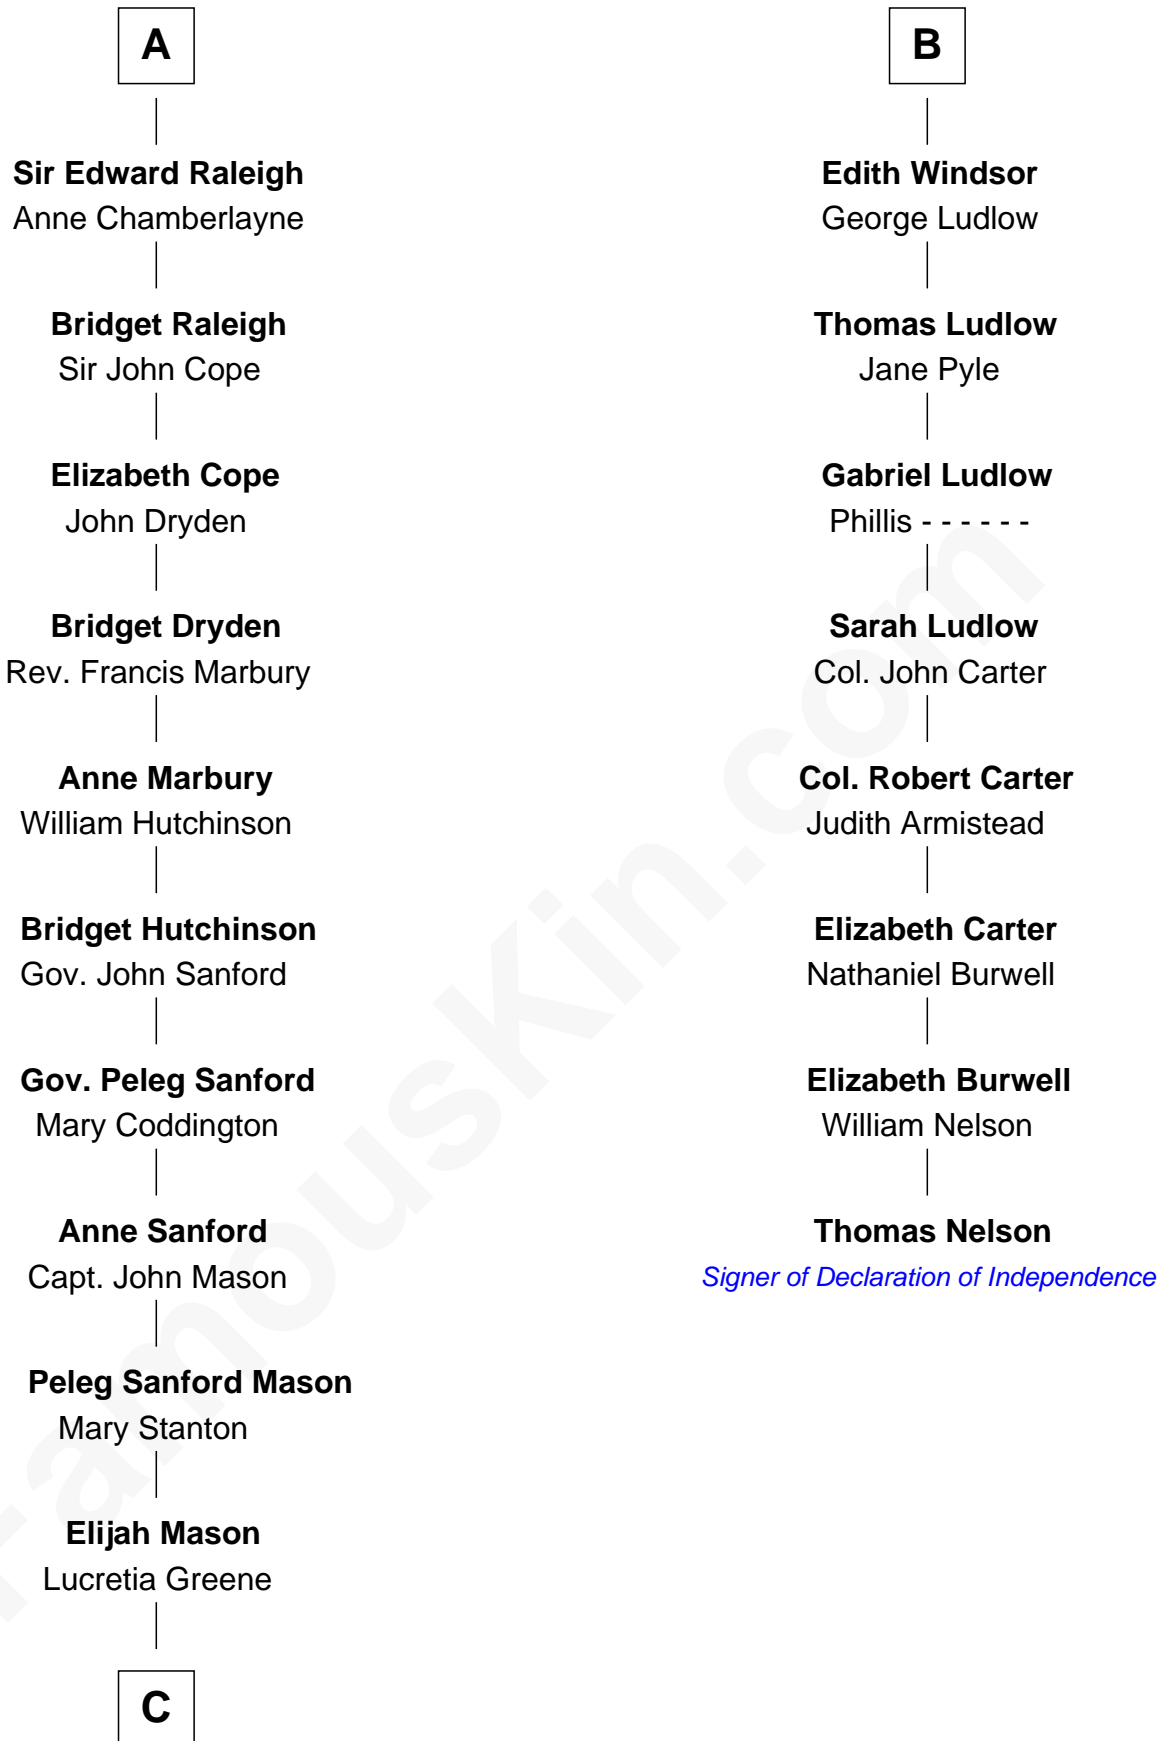 A
Sir Edward Raleigh
Anne Chamberlayne
Bridget Raleigh
Sir John Cope
Elizabeth Cope
John Dryden
Bridget Dryden
Rev. Francis Marbury
Anne Marbury
William Hutchinson
Bridget Hutchinson
Gov. John Sanford
Gov. Peleg Sanford
Mary Coddington
Anne Sanford
Capt. John Mason
Peleg Sanford Mason
Mary Stanton
Elijah Mason
Lucretia Greene
C
B
Edith Windsor
George Ludlow
Thomas Ludlow
Jane Pyle
Gabriel Ludlow
Phillis - - - - - -
Sarah Ludlow
Col. John Carter
Col. Robert Carter
Judith Armistead
Elizabeth Carter
Nathaniel Burwell
Elizabeth Burwell
William Nelson
Thomas Nelson
Signer of Declaration of Independence
FamousKin.com